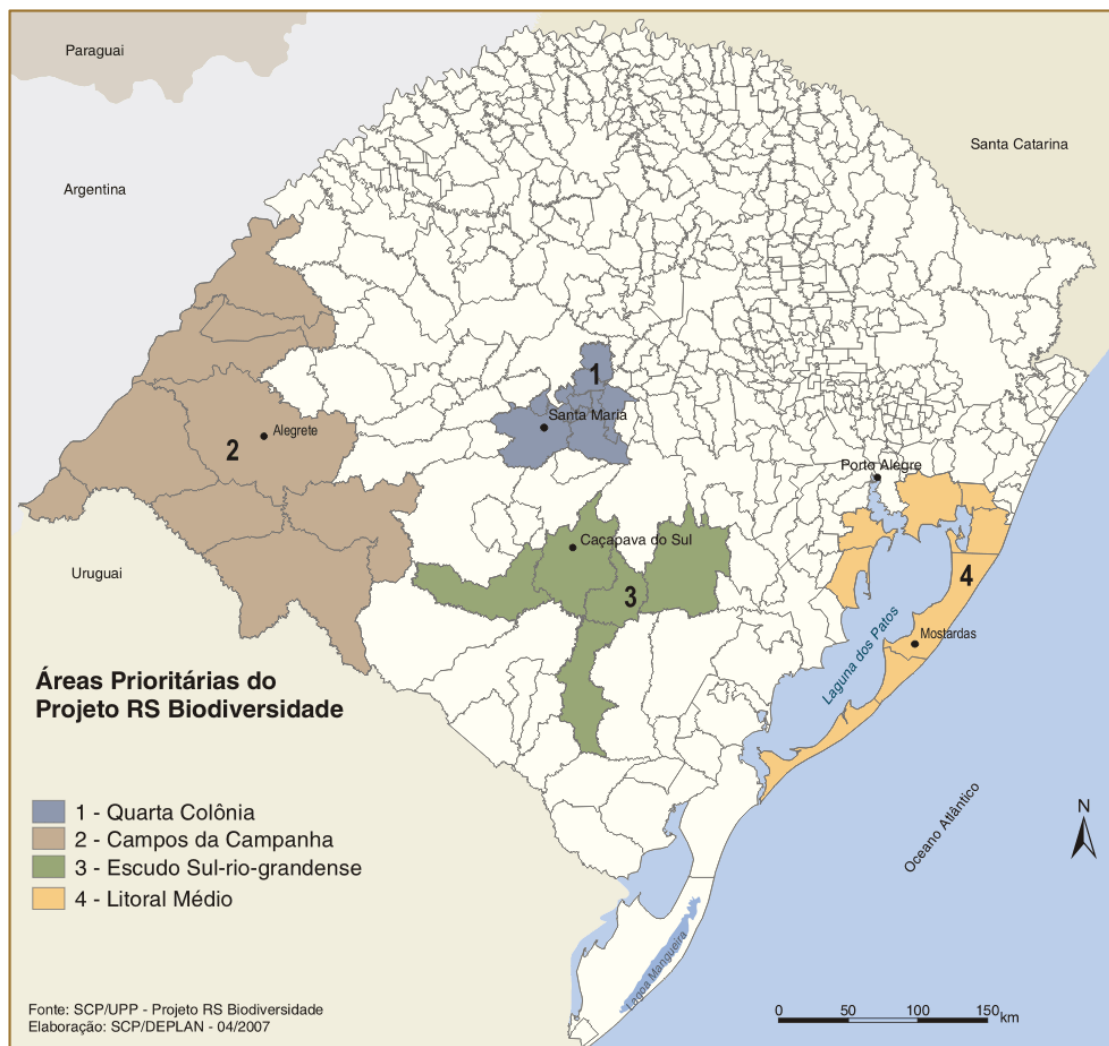 Paraguai
Santa Catarina
Argentina
1
Santa Maria
Alegrete
2
Porto Alegre
Caçapava do Sul
Uruguai
3
4
Mostardas
Laguna dos Patos
Áreas Prioritárias do
Projeto RS Biodiversidade
1 - Quarta Colônia
2 - Campos da Campanha
3 - Escudo Sul-rio-grandense
4 - Litoral Médio
Oceano Atlântico
N
Lagoa Mangueira
Fonte: SCP/UPP - Projeto RS Biodiversidade
Elaboração: SCP/DEPLAN - 04/2007
0 50 100 150 km